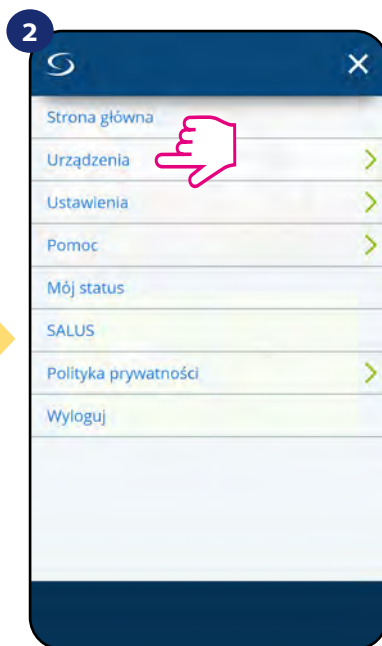 2
Strona główna
Urządzenia
Ustawienia
Pomoc
Mój status
SALUS
Polityka prywatności
Wyloguj